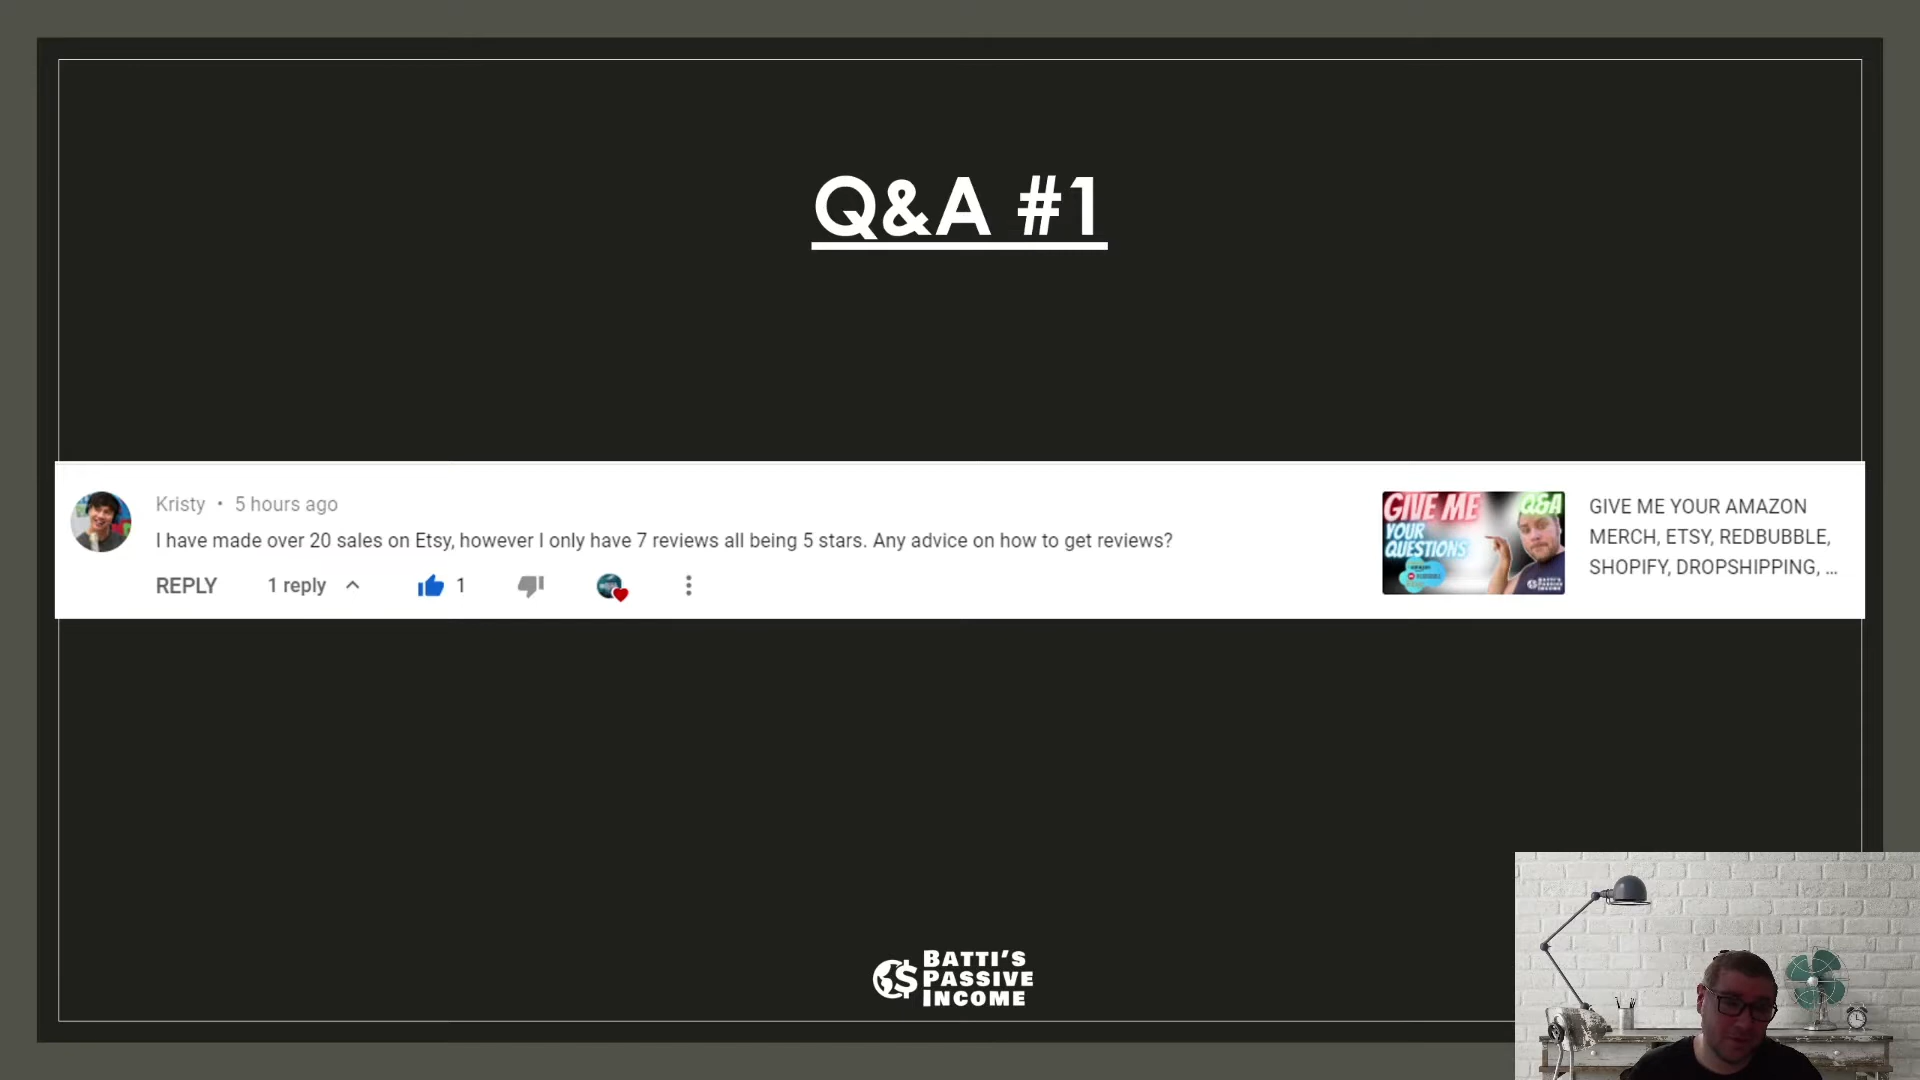 Q&A #1
Kristy • 5 hours ago
I have made over 20 sales on Etsy, however I only have 7 reviews all being 5 stars. Any advice on how to get reviews?
REPLY 1 reply 1
GIVE ME Q&A
YOUR
QUESTIONS
GIVE ME YOUR AMAZON
MERCH, ETSY, REDBUBBLE,
SHOPIFY, DROPSHIPPING, ...
BATTI'S
PASSIVE
INCOME